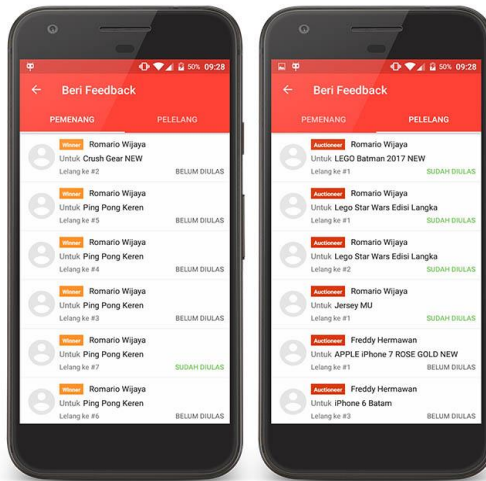 50% 09:28
Beri Feedback
PEMENANG PELELANG
Winner Romario Wijaya
Untuk Crush Gear NEW
Lelang ke #2 BELUM DIULAS
Winner Romario Wijaya
Untuk Ping Pong Keren
Lelang ke #5 BELUM DIULAS
Winner Romario Wijaya
Untuk Ping Pong Keren
Lelang ke #4 BELUM DIULAS
Winner Romario Wijaya
Untuk Ping Pong Keren
Lelang ke #3 BELUM DIULAS
Winner Romario Wijaya
Untuk Ping Pong Keren
Lelang ke #7 SUDAH DIULAS
Winner Romario Wijaya
Untuk Ping Pong Keren
Lelang ke #6 BELUM DIULAS
50% 09:28
Beri Feedback
PEMENANG PELELANG
Auctioneer Romario Wijaya
Untuk LEGO Batman 2017 NEW
Lelang ke #1 SUDAH DIULAS
Auctioneer Romario Wijaya
Untuk Lego Star Wars Edisi Langka
Lelang ke #1 SUDAH DIULAS
Auctioneer Romario Wijaya
Untuk Lego Star Wars Edisi Langka
Lelang ke #2 SUDAH DIULAS
Auctioneer Romario Wijaya
Untuk Jersey MU
Lelang ke #1 SUDAH DIULAS
Auctioneer Freddy Hermawan
Untuk APPLE iPhone 7 ROSE GOLD NEW
Lelang ke #1 BELUM DIULAS
Auctioneer Freddy Hermawan
Untuk iPhone 6 Batam
Lelang ke #3 BELUM DIULAS